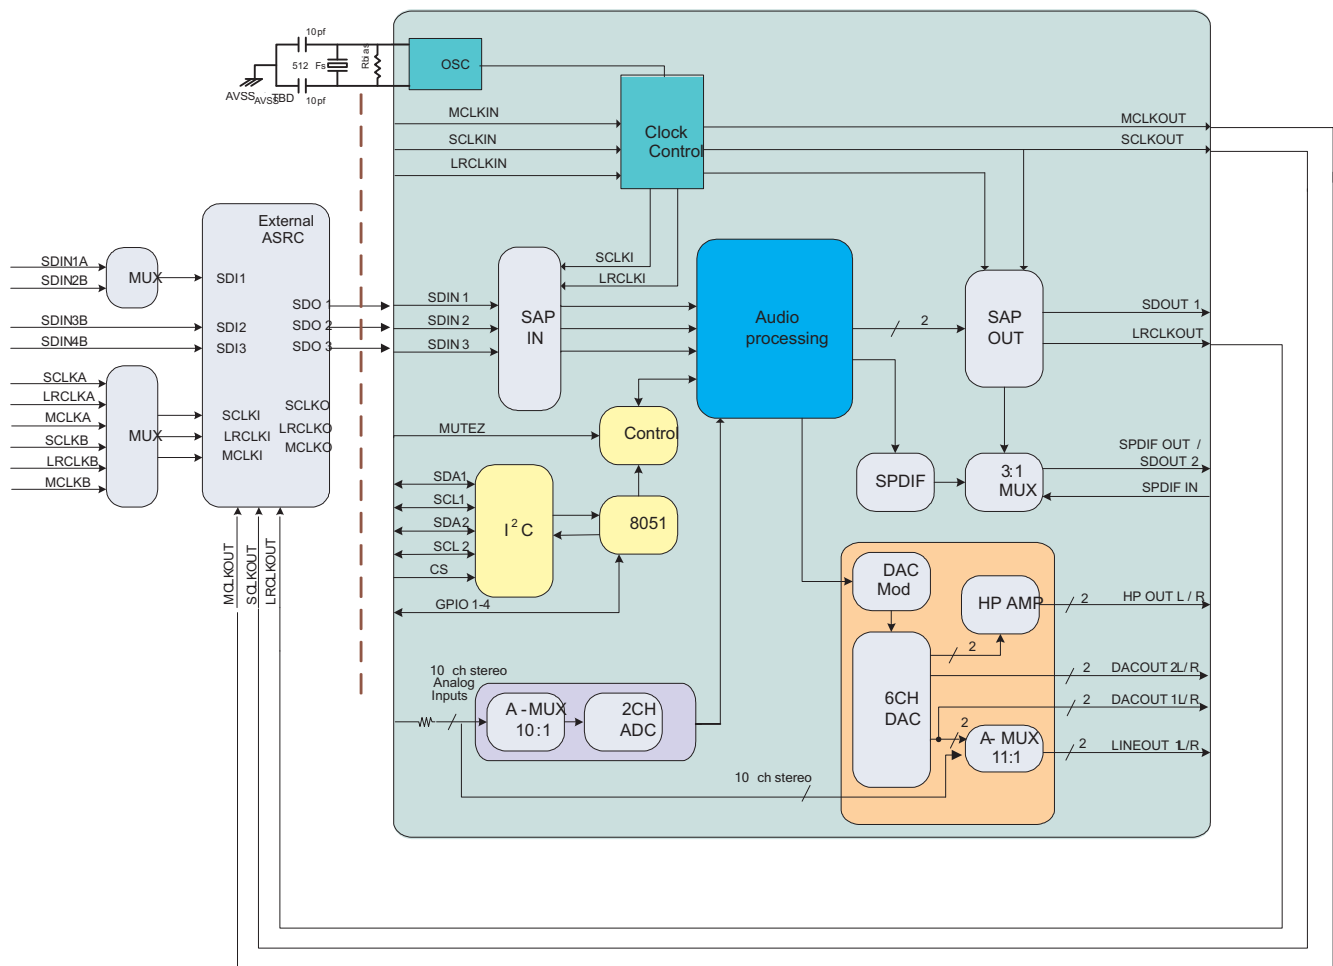 10pf
512 Fs
Rbias
AVSS
AVSS
TBD
10pf
OSC
MCLKIN
SCLKIN
LRCLKIN
Clock
Control
MCLKOUT
SCLKOUT
External
ASRC
SDIN1A
SDIN2B
MUX
SDI1
SDIN3B
SDI2
SDIN4B
SDI3
SDO 1
SDO 2
SDO 3
SCLKA
LRCLKA
MCLKA
SCLKB
LRCLKB
MCLKB
MUX
SCLKI
LRCLKI
MCLKI
SCLKO
LRCLKO
MCLKO
MCLKOUT
SCLKOUT
LRCLKOUT
SDIN 1
SDIN 2
SDIN 3
SAP
IN
SCLKI
LRCLKI
Audio
processing
2
SAP
OUT
SDOUT 1
LRCLKOUT
MUTEZ
Control
SDA1
SCL1
SDA2
SCL 2
CS
GPIO 1-4
I2C
8051
SPDIF
3:1
MUX
SPDIF OUT /
SDOUT 2
SPDIF IN
DAC
Mod
HP AMP
2
HP OUT L / R
2
6CH
DAC
2
DACOUT 2L/R
2
DACOUT 1L/R
2
A- MUX
11:1
2
LINEOUT 1L/R
10 ch stereo
Analog
Inputs
A -MUX
10:1
2CH
ADC
10 ch stereo